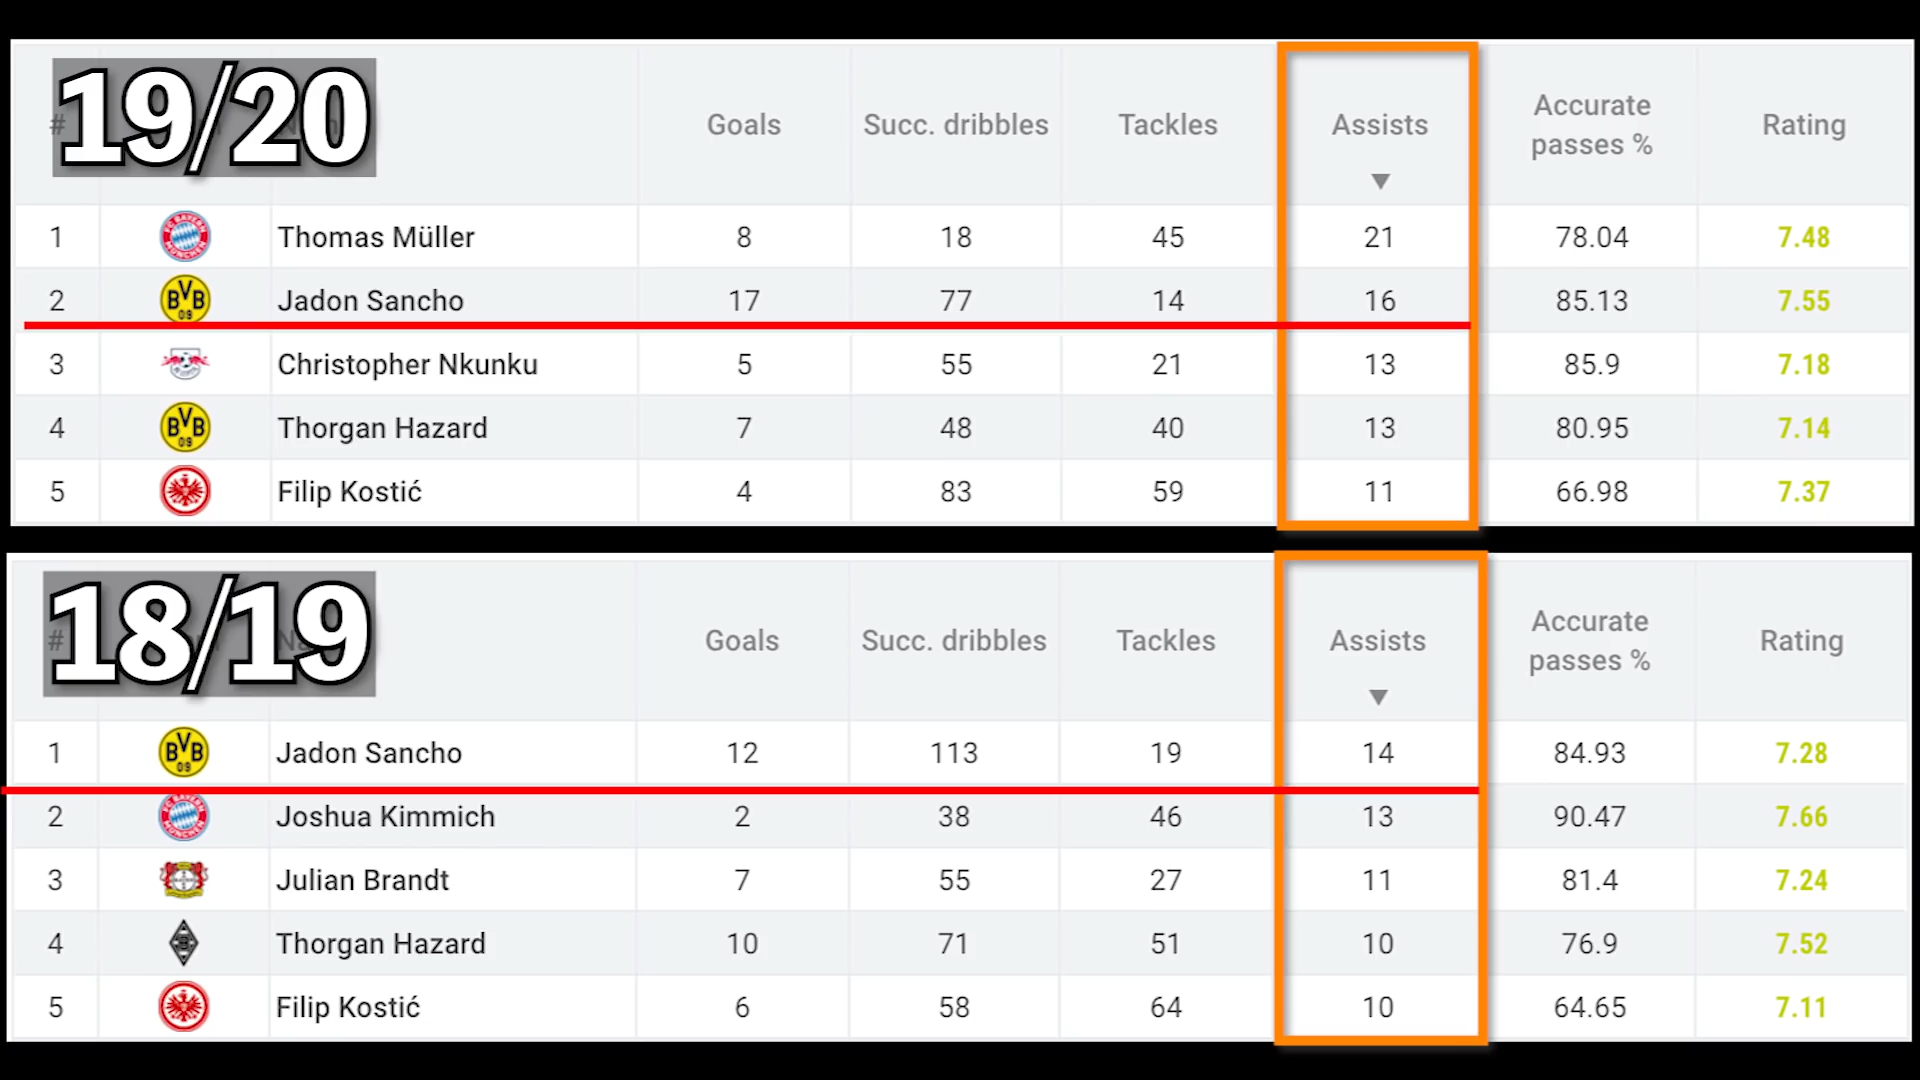 19/20
#
Goals
Succ. dribbles
Tackles
Assists
▼
Accurate
passes %
Rating
1 Thomas Müller 8 18 45 21 78.04 7.48
2 BVB 09 Jadon Sancho 17 77 14 16 85.13 7.55
3 Christopher Nkunku 5 55 21 13 85.9 7.18
4 BVB 09 Thorgan Hazard 7 48 40 13 80.95 7.14
5 Filip Kostić 4 83 59 11 66.98 7.37
18/19
#
Goals
Succ. dribbles
Tackles
Assists
▼
Accurate
passes %
Rating
1 BVB 09 Jadon Sancho 12 113 19 14 84.93 7.28
2 Joshua Kimmich 2 38 46 13 90.47 7.66
3 Julian Brandt 7 55 27 11 81.4 7.24
4 Thorgan Hazard 10 71 51 10 76.9 7.52
5 Filip Kostić 6 58 64 10 64.65 7.11